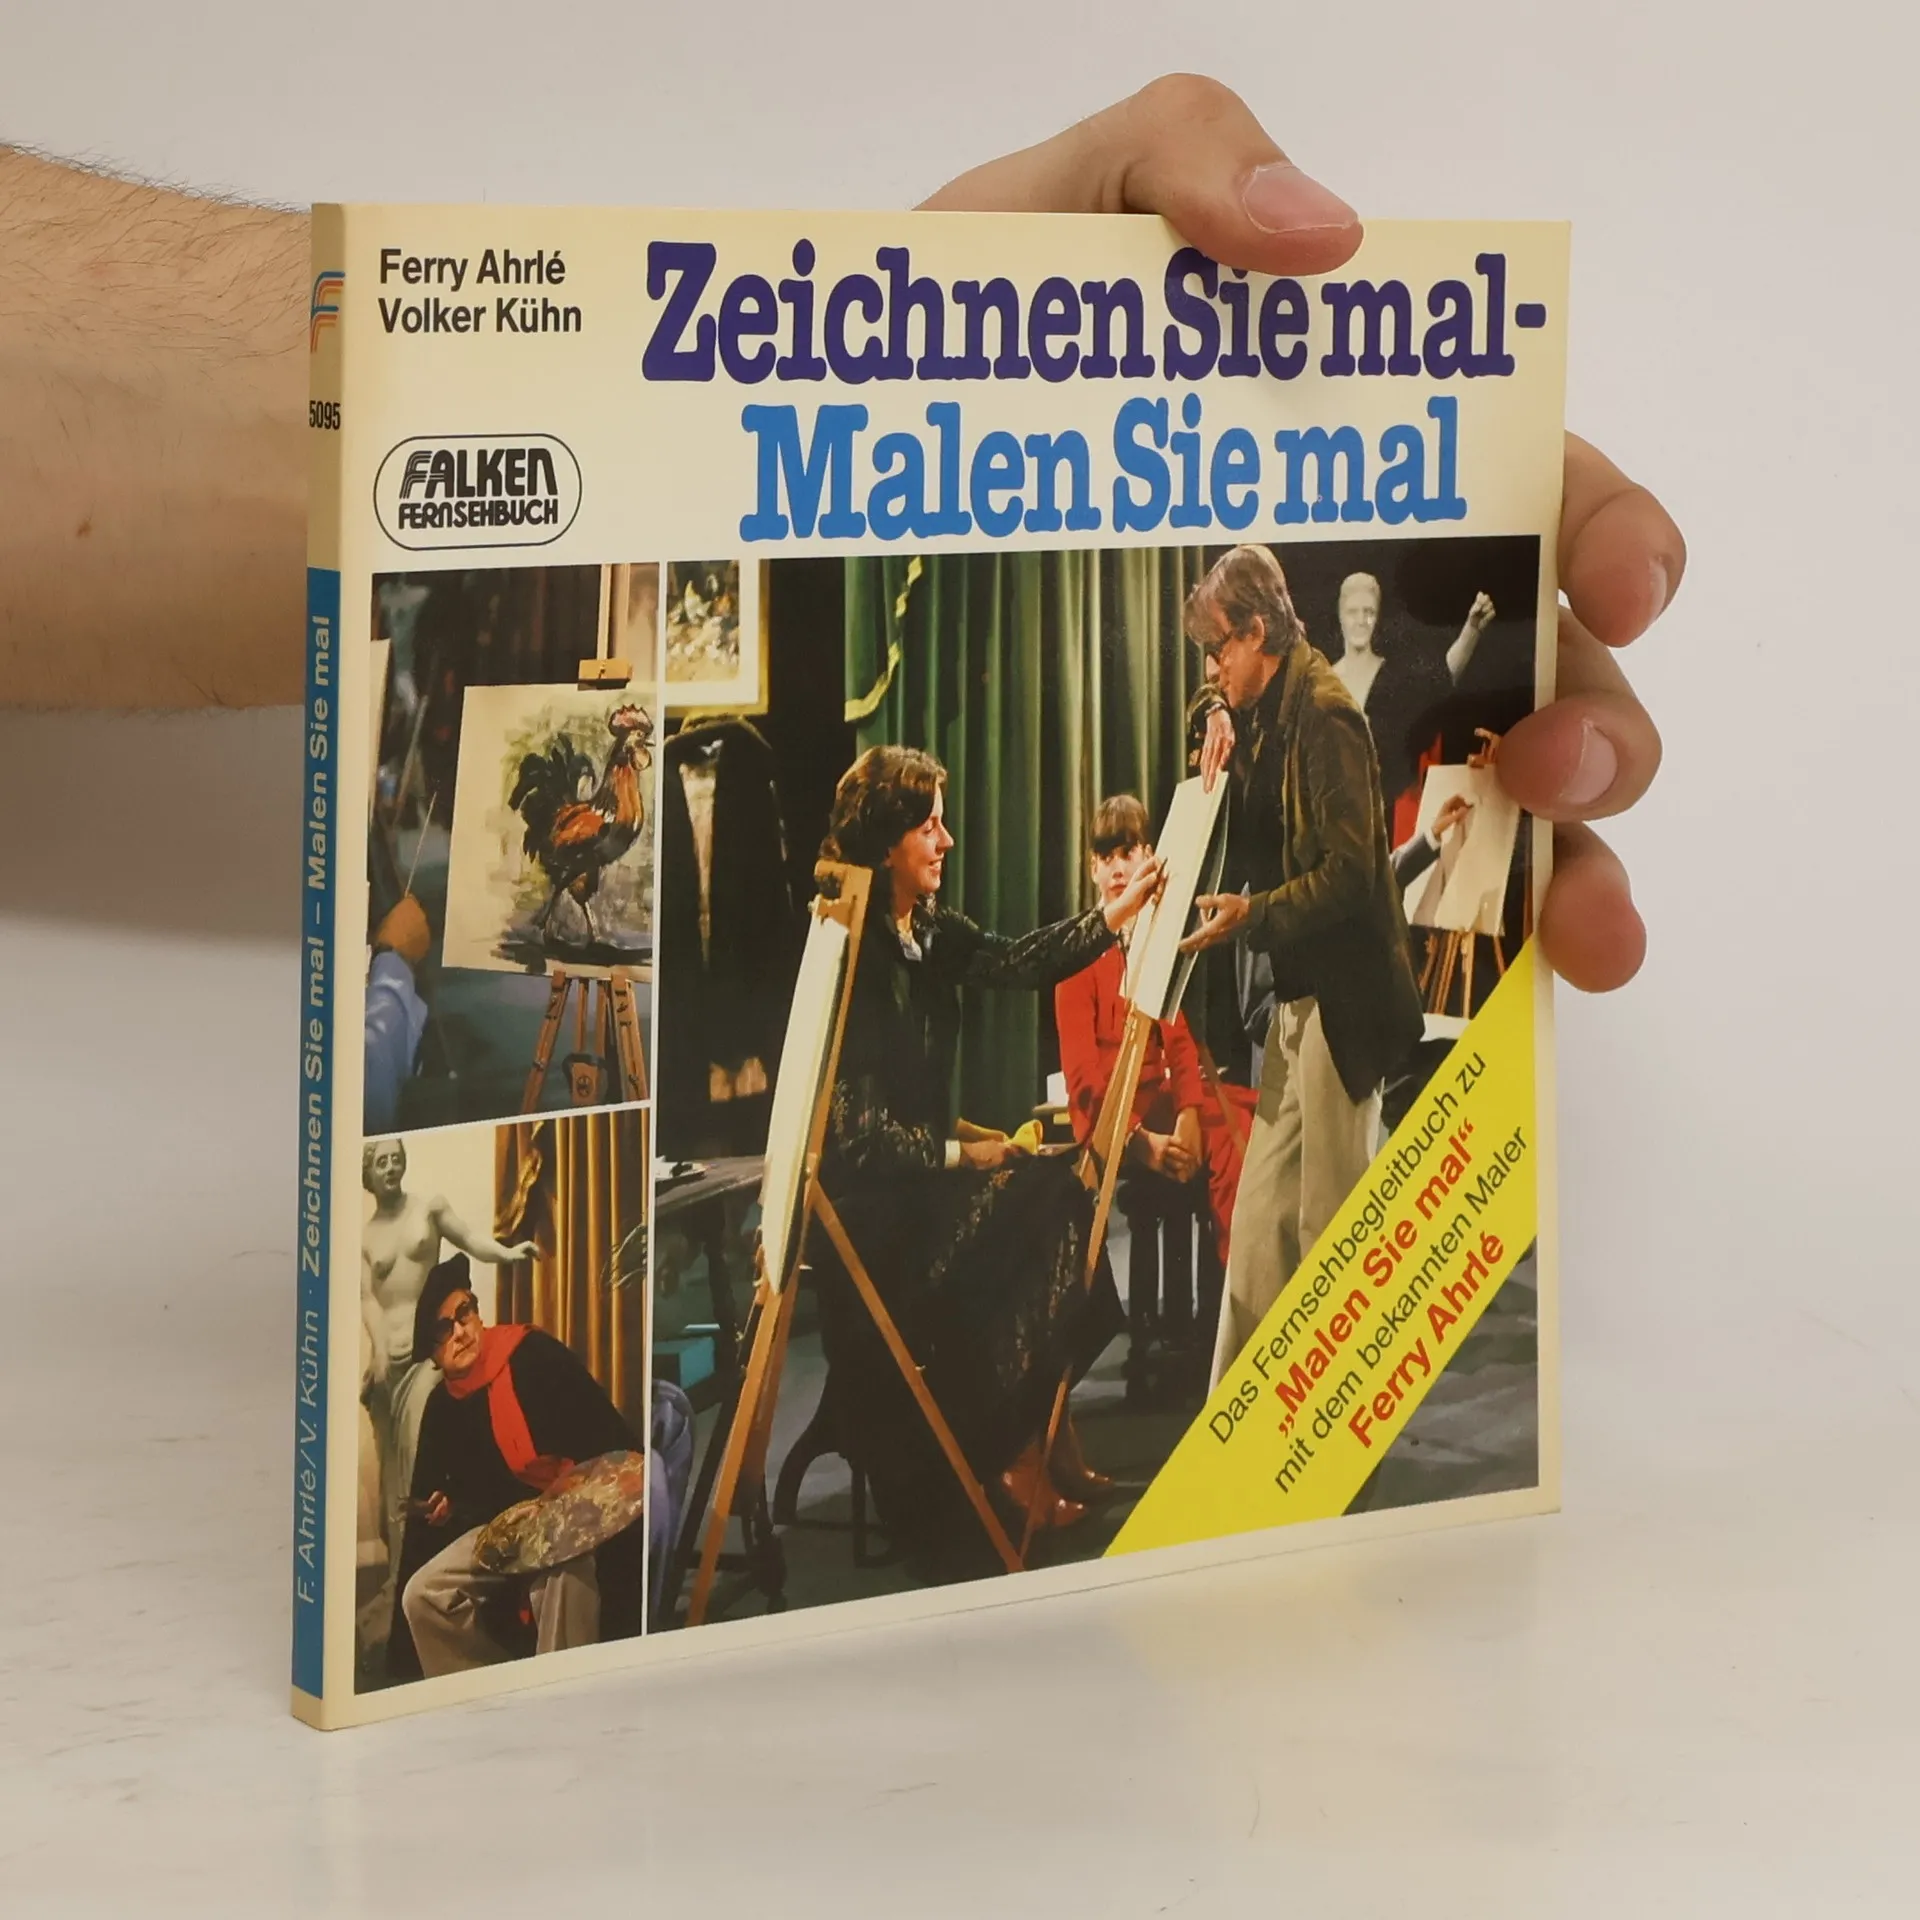 Ferry Ahrlé
Volker Kühn
Zeichnen Sie mal-
Malen Sie mal
FALKEN
FERNSEHBUCH
5095
F. Ahrlé/V. Kühn · Zeichnen Sie mal – Malen Sie mal
Das Fernsehbegleitbuch zu
„Malen Sie mal“
mit dem bekannten Maler
Ferry Ahrlé